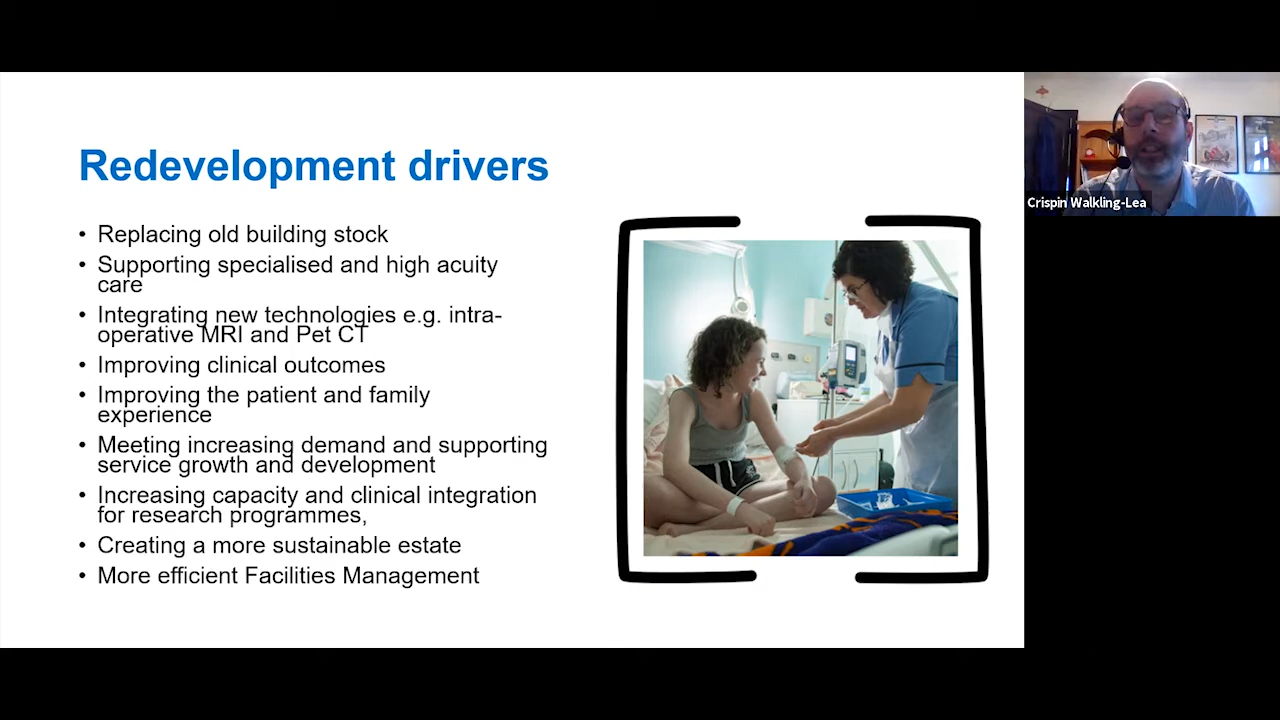 Redevelopment drivers
• Replacing old building stock
• Supporting specialised and high acuity
care
• Integrating new technologies e.g. intra-
operative MRI and Pet CT
• Improving clinical outcomes
• Improving the patient and family
experience
• Meeting increasing demand and supporting
service growth and development
• Increasing capacity and clinical integration
for research programmes,
• Creating a more sustainable estate
• More efficient Facilities Management
Crispin Walkling-Lea